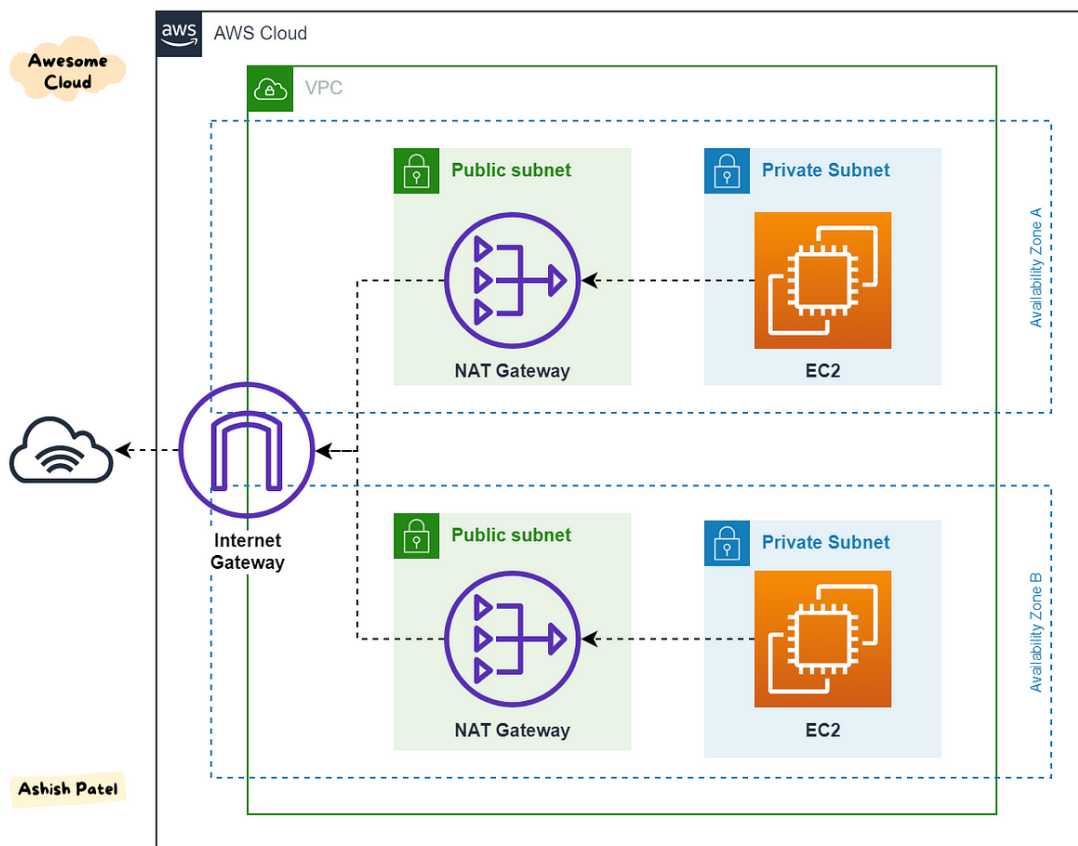 aws
AWS Cloud
Awesome
Cloud
VPC
Public subnet
Private Subnet
Availability Zone A
NAT Gateway
EC2
Internet
Gateway
Public subnet
Private Subnet
Availability Zone B
NAT Gateway
EC2
Ashish Patel